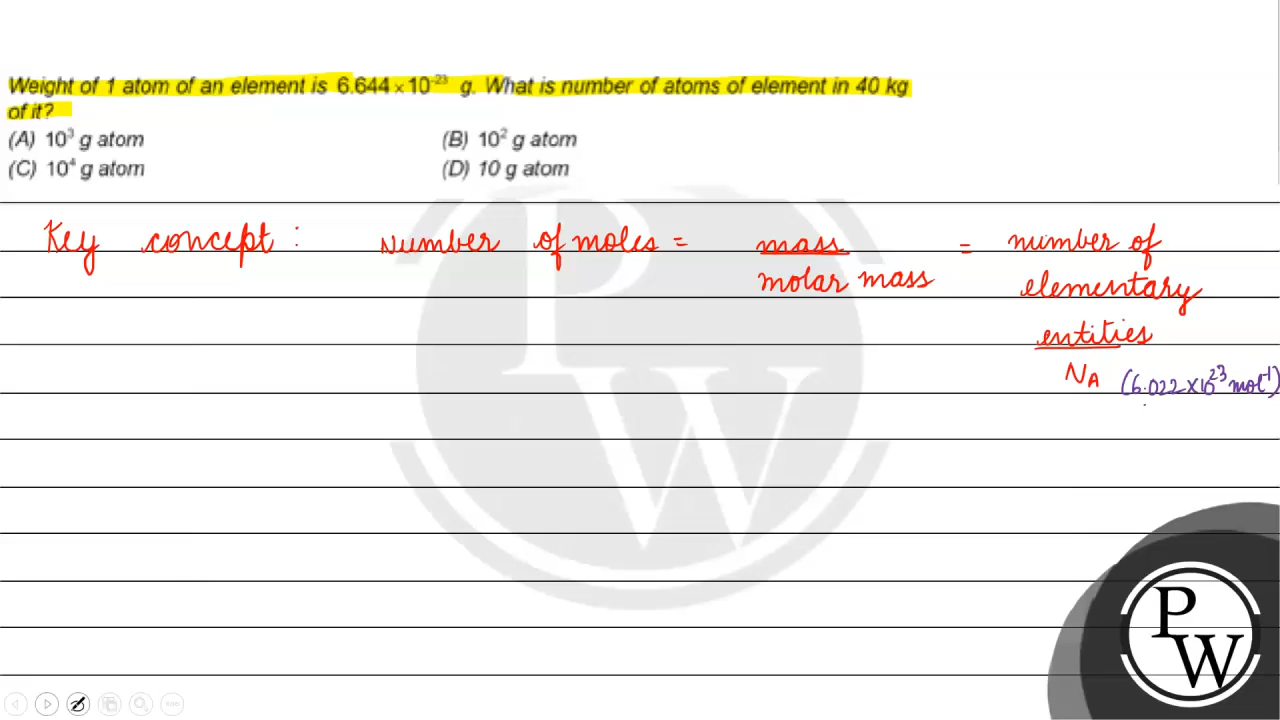 Weight of 1 atom of an element is 6.644 × 10⁻²³ g. What is number of atoms of element in 40 kg
of it?
(A) 10³ g atom (B) 10² g atom
(C) 10⁴ g atom (D) 10 g atom
Key concept : Number of moles = mass / molar mass = number of
elementary
entities
N_A (6.022×10²³ mol⁻¹)
P
W
P
W